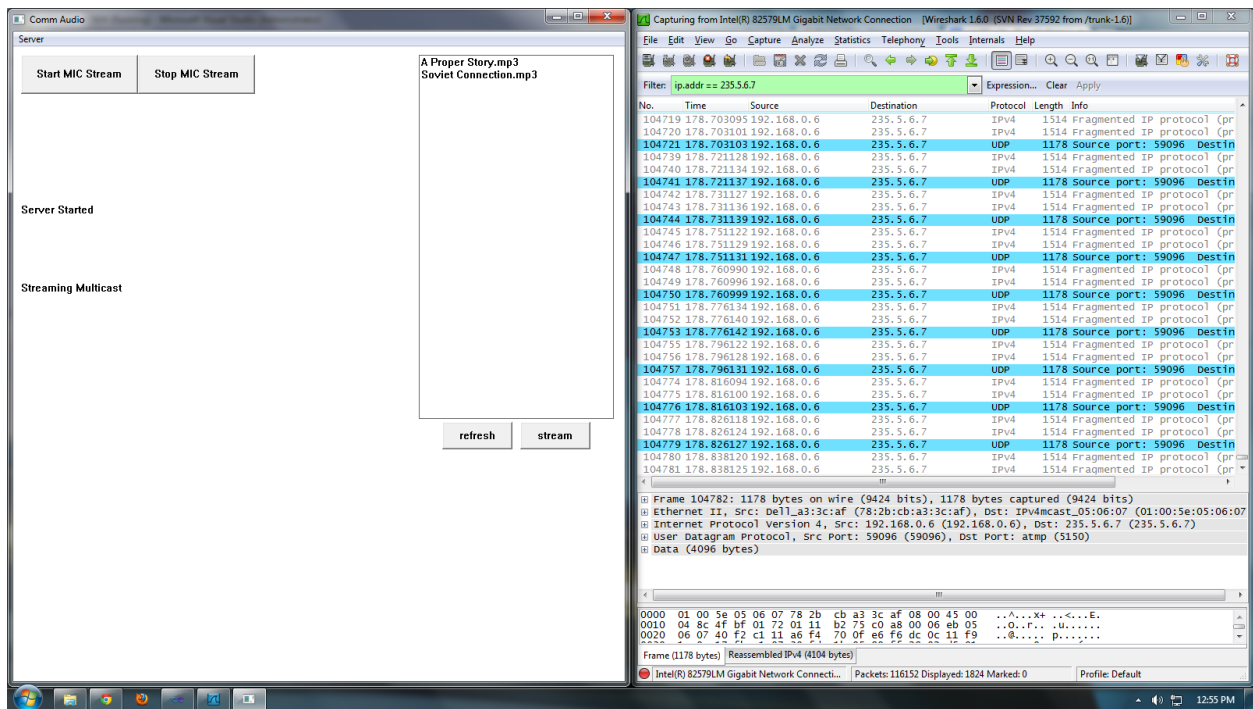 Comm Audio
Server
Start MIC Stream
Stop MIC Stream
A Proper Story.mp3
Soviet Connection.mp3
Server Started
Streaming Multicast
refresh
stream
Capturing from Intel(R) 82579LM Gigabit Network Connection [Wireshark 1.6.0 (SVN Rev 37592 from /trunk-1.6)]
File Edit View Go Capture Analyze Statistics Telephony Tools Internals Help
Filter: ip.addr == 235.5.6.7 Expression... Clear Apply
No. Time Source Destination Protocol Length Info
104719 178.703095 192.168.0.6 235.5.6.7 IPv4 1514 Fragmented IP protocol (pr
104720 178.703101 192.168.0.6 235.5.6.7 IPv4 1514 Fragmented IP protocol (pr
104721 178.703103 192.168.0.6 235.5.6.7 UDP 1178 Source port: 59096 Destin
104739 178.721128 192.168.0.6 235.5.6.7 IPv4 1514 Fragmented IP protocol (pr
104740 178.721134 192.168.0.6 235.5.6.7 IPv4 1514 Fragmented IP protocol (pr
104741 178.721137 192.168.0.6 235.5.6.7 UDP 1178 Source port: 59096 Destin
104742 178.731127 192.168.0.6 235.5.6.7 IPv4 1514 Fragmented IP protocol (pr
104743 178.731136 192.168.0.6 235.5.6.7 IPv4 1514 Fragmented IP protocol (pr
104744 178.731139 192.168.0.6 235.5.6.7 UDP 1178 Source port: 59096 Destin
104745 178.751122 192.168.0.6 235.5.6.7 IPv4 1514 Fragmented IP protocol (pr
104746 178.751129 192.168.0.6 235.5.6.7 IPv4 1514 Fragmented IP protocol (pr
104747 178.751131 192.168.0.6 235.5.6.7 UDP 1178 Source port: 59096 Destin
104748 178.760990 192.168.0.6 235.5.6.7 IPv4 1514 Fragmented IP protocol (pr
104749 178.760996 192.168.0.6 235.5.6.7 IPv4 1514 Fragmented IP protocol (pr
104750 178.760999 192.168.0.6 235.5.6.7 UDP 1178 Source port: 59096 Destin
104751 178.776134 192.168.0.6 235.5.6.7 IPv4 1514 Fragmented IP protocol (pr
104752 178.776140 192.168.0.6 235.5.6.7 IPv4 1514 Fragmented IP protocol (pr
104753 178.776142 192.168.0.6 235.5.6.7 UDP 1178 Source port: 59096 Destin
104755 178.796122 192.168.0.6 235.5.6.7 IPv4 1514 Fragmented IP protocol (pr
104756 178.796128 192.168.0.6 235.5.6.7 IPv4 1514 Fragmented IP protocol (pr
104757 178.796131 192.168.0.6 235.5.6.7 UDP 1178 Source port: 59096 Destin
104774 178.816094 192.168.0.6 235.5.6.7 IPv4 1514 Fragmented IP protocol (pr
104775 178.816100 192.168.0.6 235.5.6.7 IPv4 1514 Fragmented IP protocol (pr
104776 178.816103 192.168.0.6 235.5.6.7 UDP 1178 Source port: 59096 Destin
104777 178.826118 192.168.0.6 235.5.6.7 IPv4 1514 Fragmented IP protocol (pr
104778 178.826124 192.168.0.6 235.5.6.7 IPv4 1514 Fragmented IP protocol (pr
104779 178.826127 192.168.0.6 235.5.6.7 UDP 1178 Source port: 59096 Destin
104780 178.838120 192.168.0.6 235.5.6.7 IPv4 1514 Fragmented IP protocol (pr
104781 178.838125 192.168.0.6 235.5.6.7 IPv4 1514 Fragmented IP protocol (pr
Frame 104782: 1178 bytes on wire (9424 bits), 1178 bytes captured (9424 bits)
Ethernet II, Src: Dell_a3:3c:af (78:2b:cb:a3:3c:af), Dst: IPv4mcast_05:06:07 (01:00:5e:05:06:07
Internet Protocol Version 4, Src: 192.168.0.6 (192.168.0.6), Dst: 235.5.6.7 (235.5.6.7)
User Datagram Protocol, Src Port: 59096 (59096), Dst Port: atmp (5150)
Data (4096 bytes)
0000 01 00 5e 05 06 07 78 2b cb a3 3c af 08 00 45 00 ..^...x+ ..<...E.
0010 04 8c 4f bf 01 72 01 11 b2 75 c0 a8 00 06 eb 05 ..O..r.. .u......
0020 06 07 40 f2 c1 11 a6 f4 70 0f e6 f6 dc 0c 11 f9 ..@..... p.......
Frame (1178 bytes) Reassembled IPv4 (4104 bytes)
Intel(R) 82579LM Gigabit Network Connecti... Packets: 116152 Displayed: 1824 Marked: 0 Profile: Default
12:55 PM